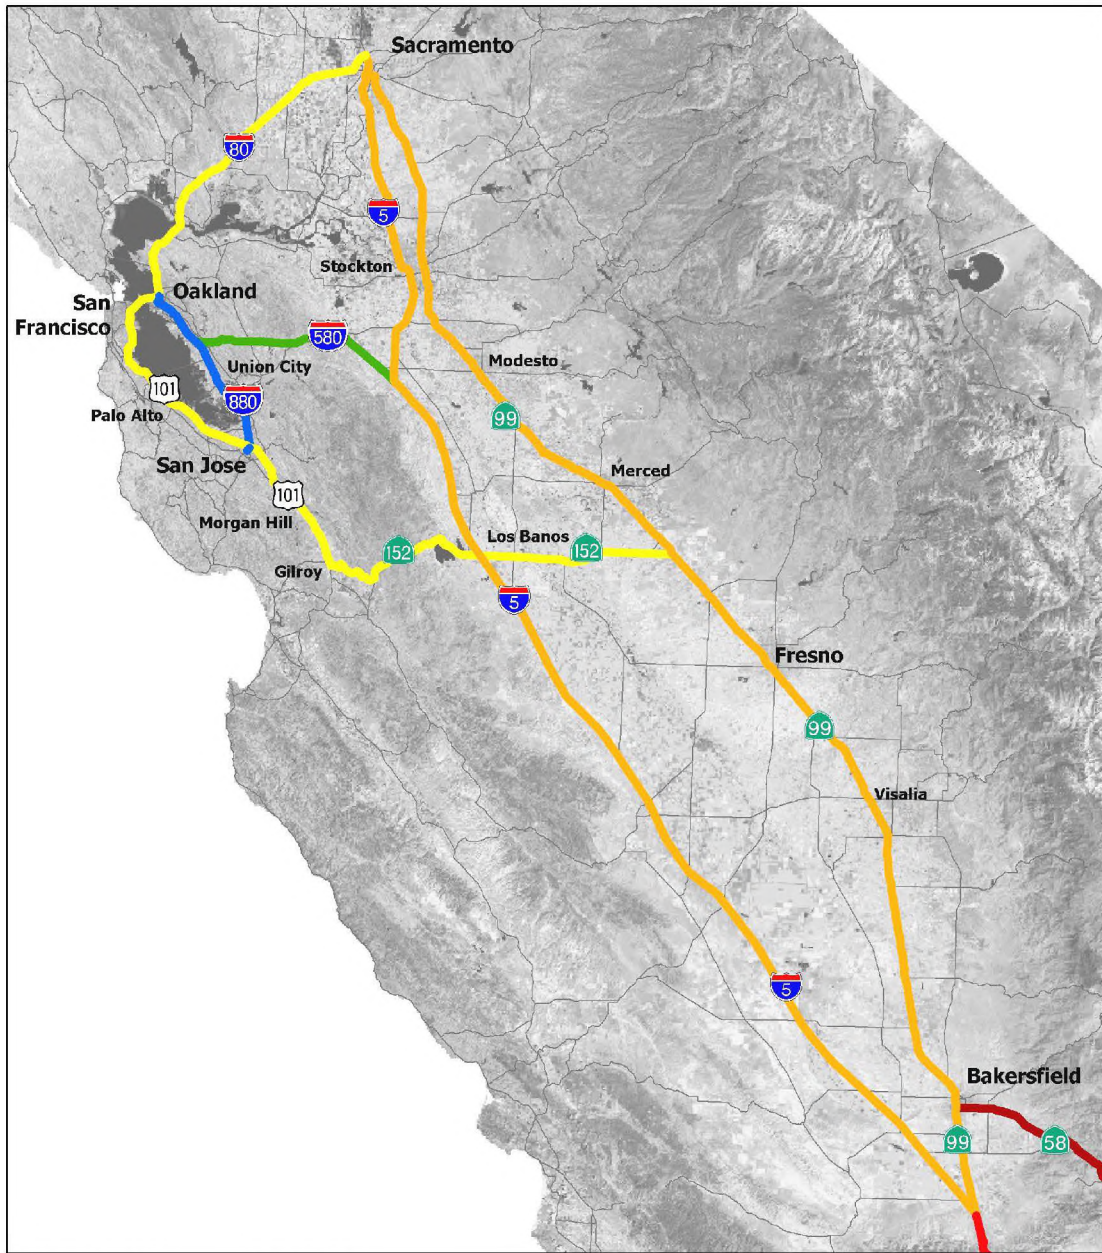 Sacramento
80
5
Stockton
Oakland
San
Francisco
580
Modesto
Union City
101
880
Palo Alto
99
San Jose
Merced
101
Morgan Hill
Los Banos
152
152
Gilroy
5
Fresno
99
Visalia
5
Bakersfield
99
58